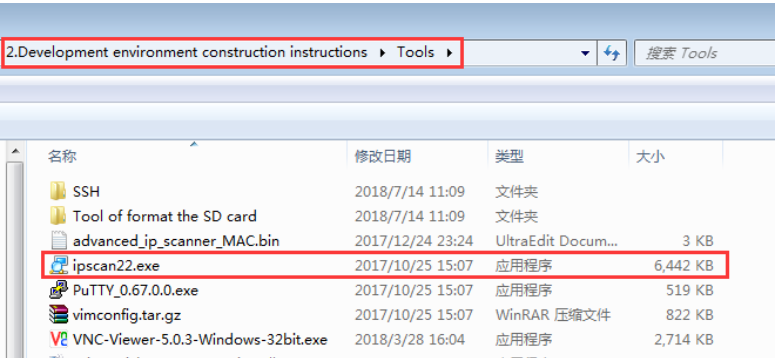 2.Development environment construction instructions ▸ Tools ▸ 搜索 Tools
名称 修改日期 类型 大小
SSH 2018/7/14 11:09 文件夹
Tool of format the SD card 2018/7/14 11:09 文件夹
advanced_ip_scanner_MAC.bin 2017/12/24 23:24 UltraEdit Docum... 3 KB
ipscan22.exe 2017/10/25 15:07 应用程序 6,442 KB
PuTTY_0.67.0.0.exe 2017/10/25 15:07 应用程序 519 KB
vimconfig.tar.gz 2017/10/25 15:07 WinRAR 压缩文件 822 KB
VNC-Viewer-5.0.3-Windows-32bit.exe 2018/3/28 16:04 应用程序 2,714 KB